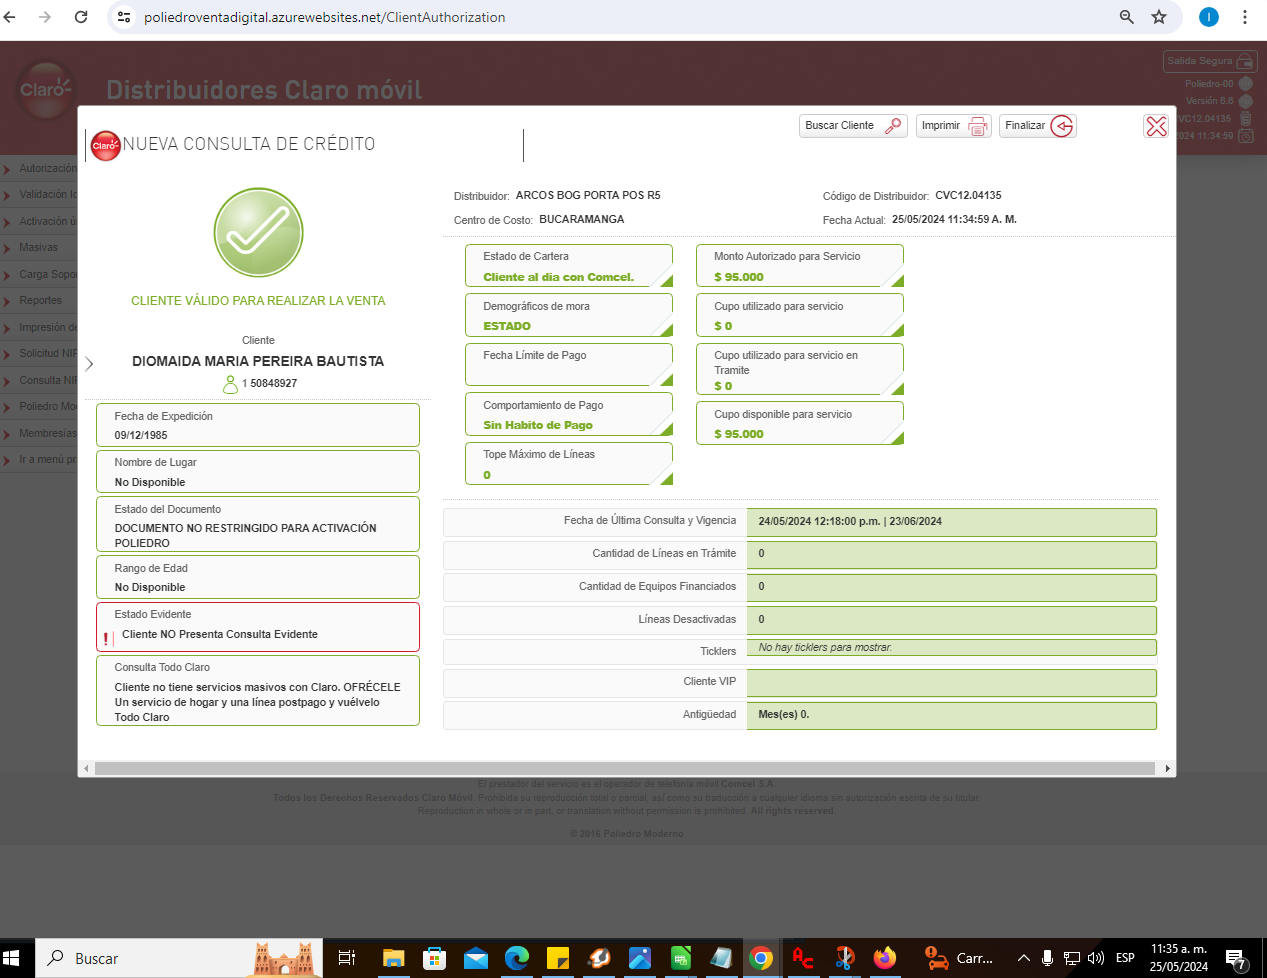 poliedroventadigital.azurewebsites.net/ClientAuthorization
I
Claro
Distribuidores Claro móvil
Salida Segura
Poliedro-00
Versión 6.6
CVC12.04135
2024 11:34:59
Autorización
Validación
Activación
Masivas
Carga
Reportes
Impresión de
Solicitud NIP
Consulta NIP
Poliedro
Membresías
Ir a menú
Claro
NUEVA CONSULTA DE CRÉDITO
Buscar Cliente
Imprimir
Finalizar
CLIENTE VÁLIDO PARA REALIZAR LA VENTA
Cliente
DIOMAIDA MARIA PEREIRA BAUTISTA
1 50848927
Fecha de Expedición
09/12/1985
Nombre de Lugar
No Disponible
Estado del Documento
DOCUMENTO NO RESTRINGIDO PARA ACTIVACIÓN
POLIEDRO
Rango de Edad
No Disponible
Estado Evidente
! Cliente NO Presenta Consulta Evidente
Consulta Todo Claro
Cliente no tiene servicios masivos con Claro. OFRÉCELE
Un servicio de hogar y una línea postpago y vuélvelo
Todo Claro
Distribuidor: ARCOS BOG PORTA POS R5
Código de Distribuidor: CVC12.04135
Centro de Costo: BUCARAMANGA
Fecha Actual: 25/05/2024 11:34:59 A. M.
Estado de Cartera
Cliente al dia con Comcel.
Demográficos de mora
ESTADO
Fecha Límite de Pago
Comportamiento de Pago
Sin Habito de Pago
Tope Máximo de Líneas
0
Monto Autorizado para Servicio
$ 95.000
Cupo utilizado para servicio
$ 0
Cupo utilizado para servicio en
Tramite
$ 0
Cupo disponible para servicio
$ 95.000
Fecha de Última Consulta y Vigencia 24/05/2024 12:18:00 p.m. | 23/06/2024
Cantidad de Líneas en Trámite 0
Cantidad de Equipos Financiados 0
Líneas Desactivadas 0
Ticklers No hay ticklers para mostrar.
Cliente VIP
Antigüedad Mes(es) 0.
El prestador del servicio es el operador de telefonía móvil Comcel S.A.
Todos los Derechos Reservados Claro Móvil. Prohibida su reproducción total o parcial, así como su traducción a cualquier idioma sin autorización escrita de su titular.
Reproduction in whole or in part, or translation without permission is prohibited. All rights reserved.
© 2016 Poliedro Moderno
Buscar
Carr...
ESP
11:35 a. m.
25/05/2024
7